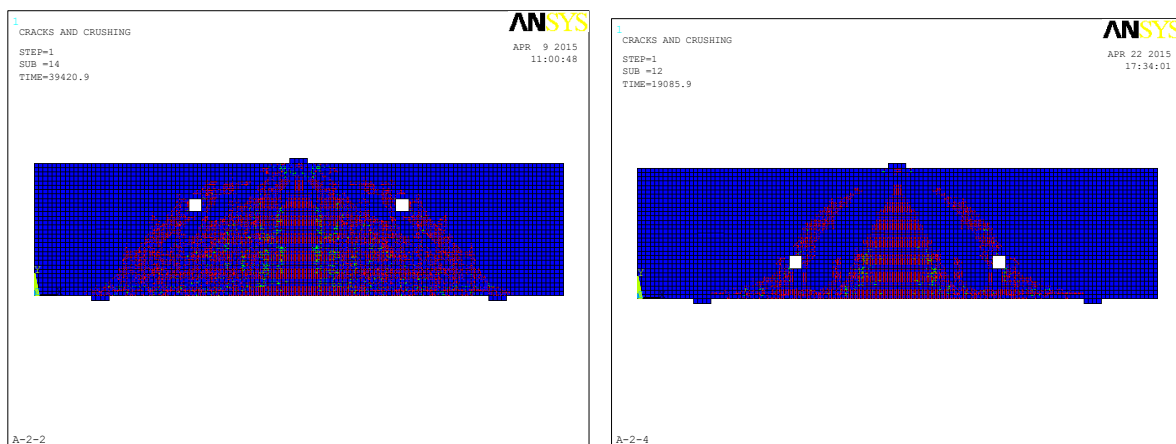 1
CRACKS AND CRUSHING
STEP=1
SUB =14
TIME=39420.9
ANSYS
APR  9 2015
11:00:48
Y
A-2-2
1
CRACKS AND CRUSHING
STEP=1
SUB =12
TIME=19085.9
ANSYS
APR 22 2015
17:34:01
Y
A-2-4